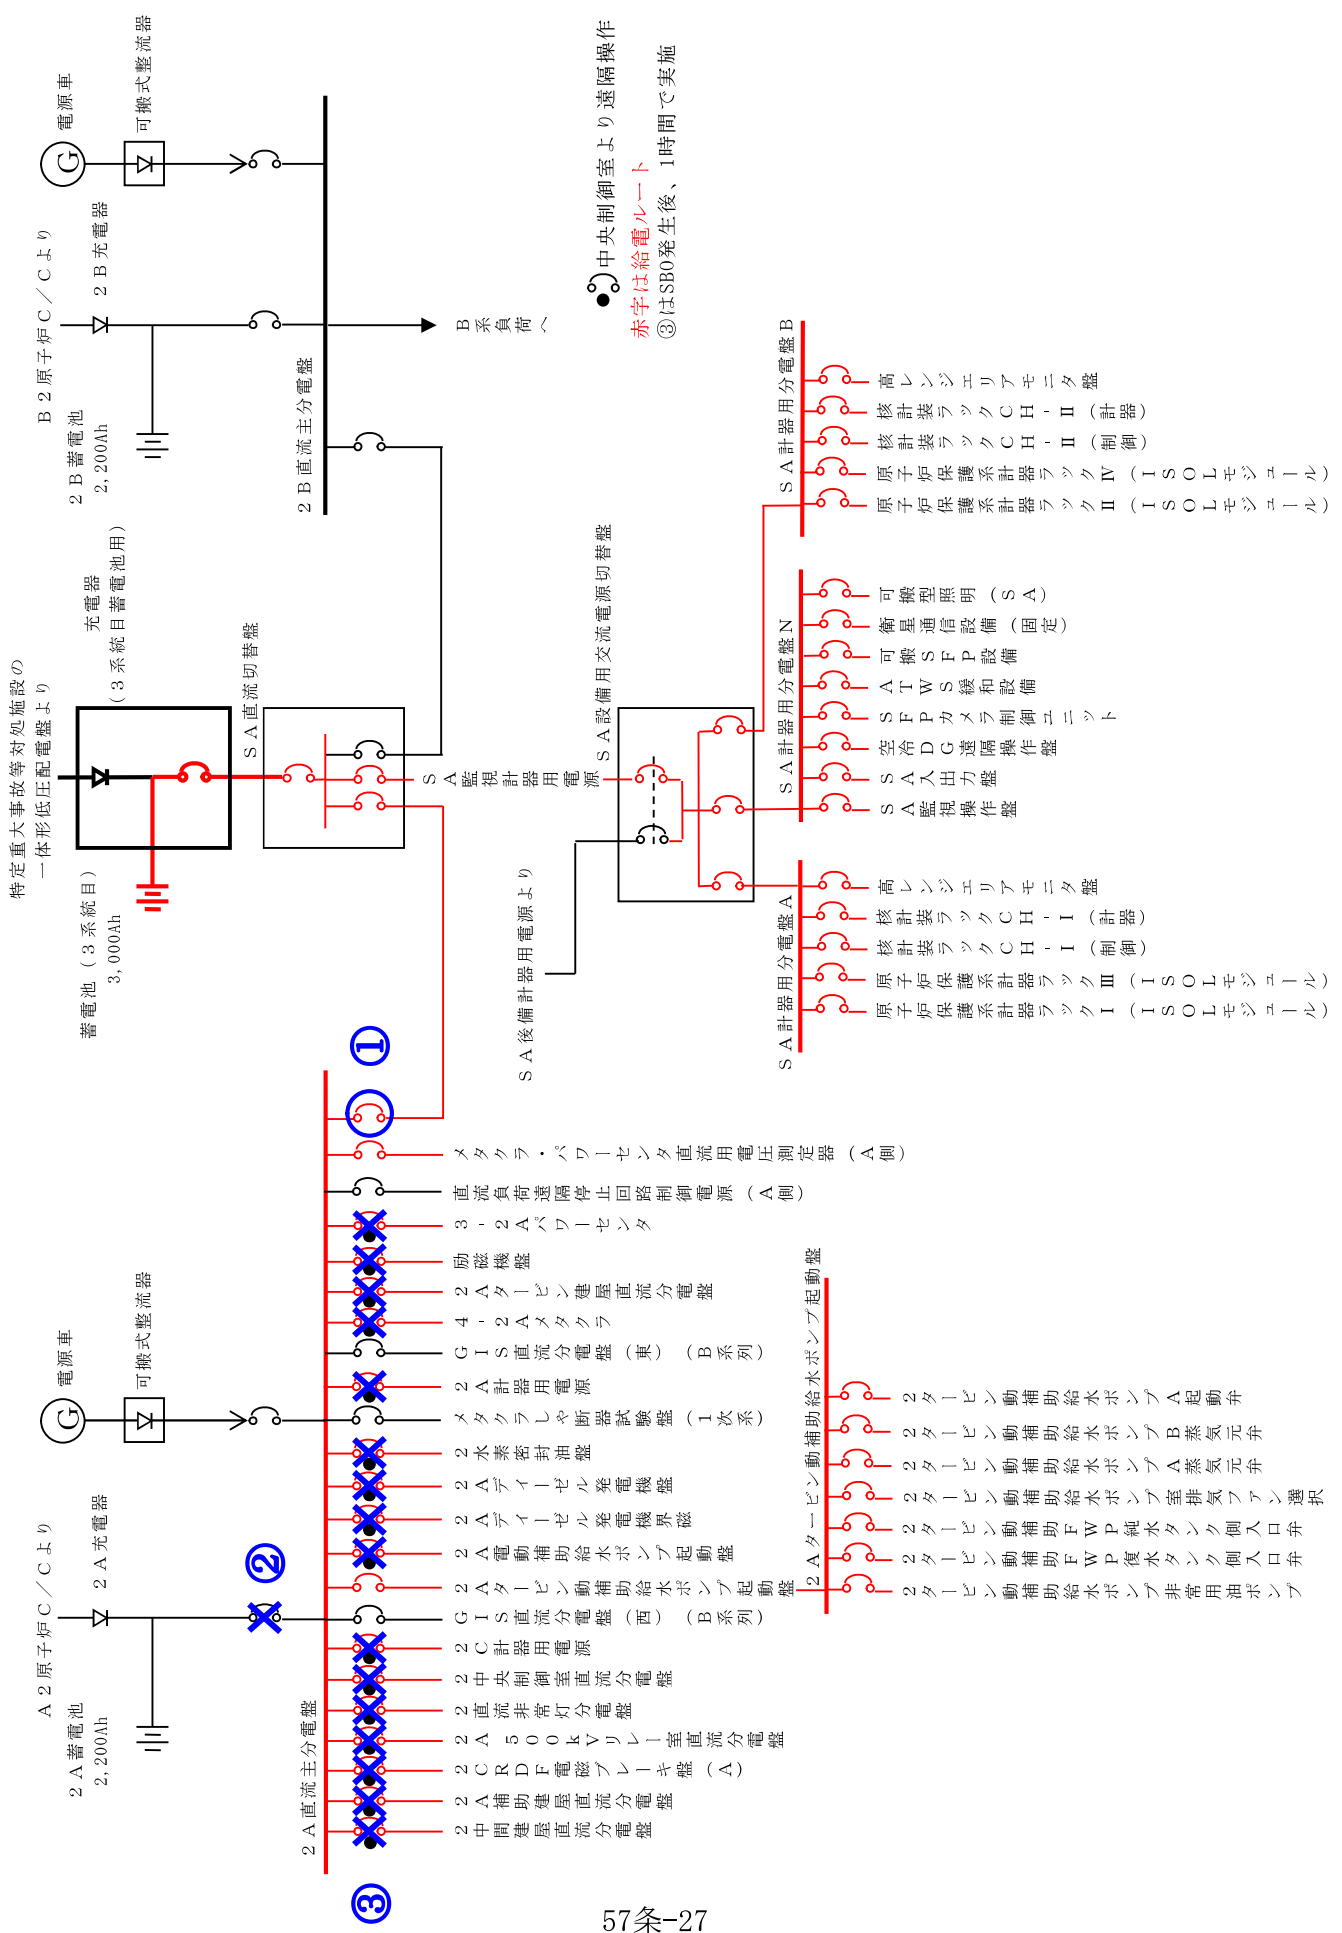 電源車
可搬式整流器
G
B2原子炉C/Cより
2B充電器
2B蓄電池
2,200Ah
2B直流主分電盤
B系負荷へ
中央制御室より遠隔操作
赤字は給電ルート
③はSBO発生後、1時間で実施
特定重大事故等対処施設の
一体形低圧配電盤より
充電器
(3系統目蓄電池用)
蓄電池(3系統目)
3,000Ah
SA直流切替盤
SA監視計器用電源
SA設備用交流電源切替盤
SA後備計器用電源より
SA計器用分電盤B
高レンジエリアモニタ盤
核計装ラックCH-Ⅱ(計器)
核計装ラックCH-Ⅱ(制御)
原子炉保護系計器ラックⅣ(ISOLモジュール)
原子炉保護系計器ラックⅡ(ISOLモジュール)
SA計器用分電盤N
可搬型照明(SA)
衛星通信設備(固定)
可搬SFP設備
ATWS緩和設備
SFPカメラ制御ユニット
空冷DG遠隔操作盤
SA入出力盤
SA監視操作盤
SA計器用分電盤A
高レンジエリアモニタ盤
核計装ラックCH-Ⅰ(計器)
核計装ラックCH-Ⅰ(制御)
原子炉保護系計器ラックⅢ(ISOLモジュール)
原子炉保護系計器ラックⅠ(ISOLモジュール)
電源車
可搬式整流器
G
A2原子炉C/Cより
2A充電器
2A蓄電池
2,200Ah
2A直流主分電盤
①
②
③
メタクラ・パワーセンタ直流用電圧測定器(A側)
直流負荷遠隔停止回路制御電源(A側)
3-2Aパワーセンタ
励磁機盤
2Aタービン建屋直流分電盤
4-2Aメタクラ
GIS直流分電盤(東)(B系列)
2A計器用電源
メタクラしゃ断器試験盤(1次系)
2水素密封油盤
2Aディーゼル発電機盤
2Aディーゼル発電機界磁
2A電動補助給水ポンプ起動盤
2Aタービン動補助給水ポンプ起動盤
GIS直流分電盤(西)(B系列)
2C計器用電源
2中央制御室直流分電盤
2直流非常灯分電盤
2A 500kVリレー室直流分電盤
2CRDF電磁ブレーキ盤(A)
2A補助建屋直流分電盤
2中間建屋直流分電盤
2Aタービン動補助給水ポンプ起動盤
2タービン動補助給水ポンプA起動弁
2タービン動補助給水ポンプB蒸気元弁
2タービン動補助給水ポンプA蒸気元弁
2タービン動補助給水ポンプ室排気ファン選択
2タービン動補助FWP純水タンク側入口弁
2タービン動補助FWP復水タンク側入口弁
2タービン動補助給水ポンプ非常用油ポンプ
57条-27